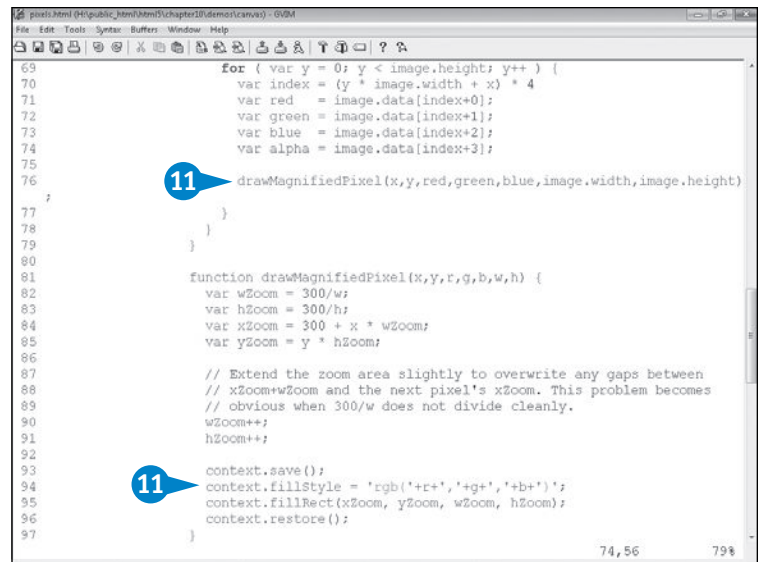 pixels.html (H:\public_html\html5\chapter10\demos\canvas) - GVIM
File Edit Tools Syntax Buffers Window Help
69 for ( var y = 0; y < image.height; y++ ) {
70 var index = (y * image.width + x) * 4
71 var red = image.data[index+0];
72 var green = image.data[index+1];
73 var blue = image.data[index+2];
74 var alpha = image.data[index+3];
75
76 11 drawMagnifiedPixel(x,y,red,green,blue,image.width,image.height)
;
77 }
78 }
79 }
80
81 function drawMagnifiedPixel(x,y,r,g,b,w,h) {
82 var wZoom = 300/w;
83 var hZoom = 300/h;
84 var xZoom = 300 + x * wZoom;
85 var yZoom = y * hZoom;
86
87 // Extend the zoom area slightly to overwrite any gaps between
88 // xZoom+wZoom and the next pixel's xZoom. This problem becomes
89 // obvious when 300/w does not divide cleanly.
90 wZoom++;
91 hZoom++;
92
93 context.save();
94 11 context.fillStyle = 'rgb('+r+','+g+','+b+')';
95 context.fillRect(xZoom, yZoom, wZoom, hZoom);
96 context.restore();
97 }
74,56 79%